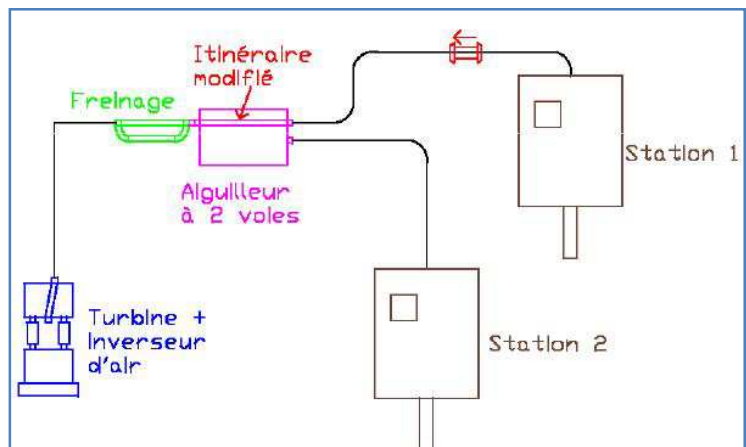 Itinéraire
modifié
Freinage
Station 1
Aiguilleur
à 2 voies
Turbine +
inverseur
d'air
Station 2